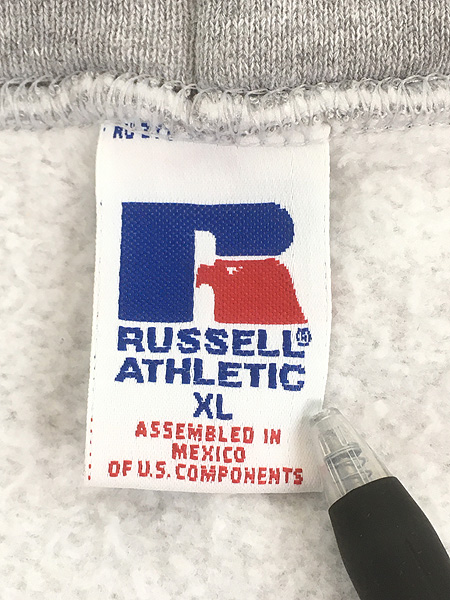 RUSSELL®
ATHLETIC
XL
ASSEMBLED IN
MEXICO
OF U.S. COMPONENTS